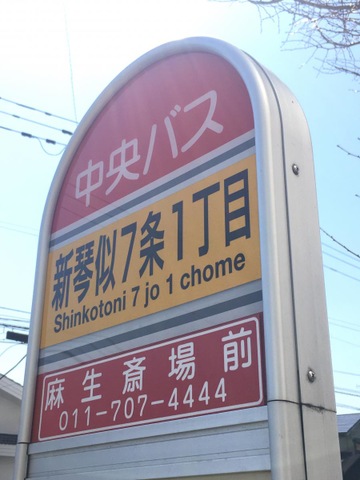 中央バス
新琴似7条1丁目
Shinkotoni 7 jo 1 chome
麻生斎場前
011-707-4444